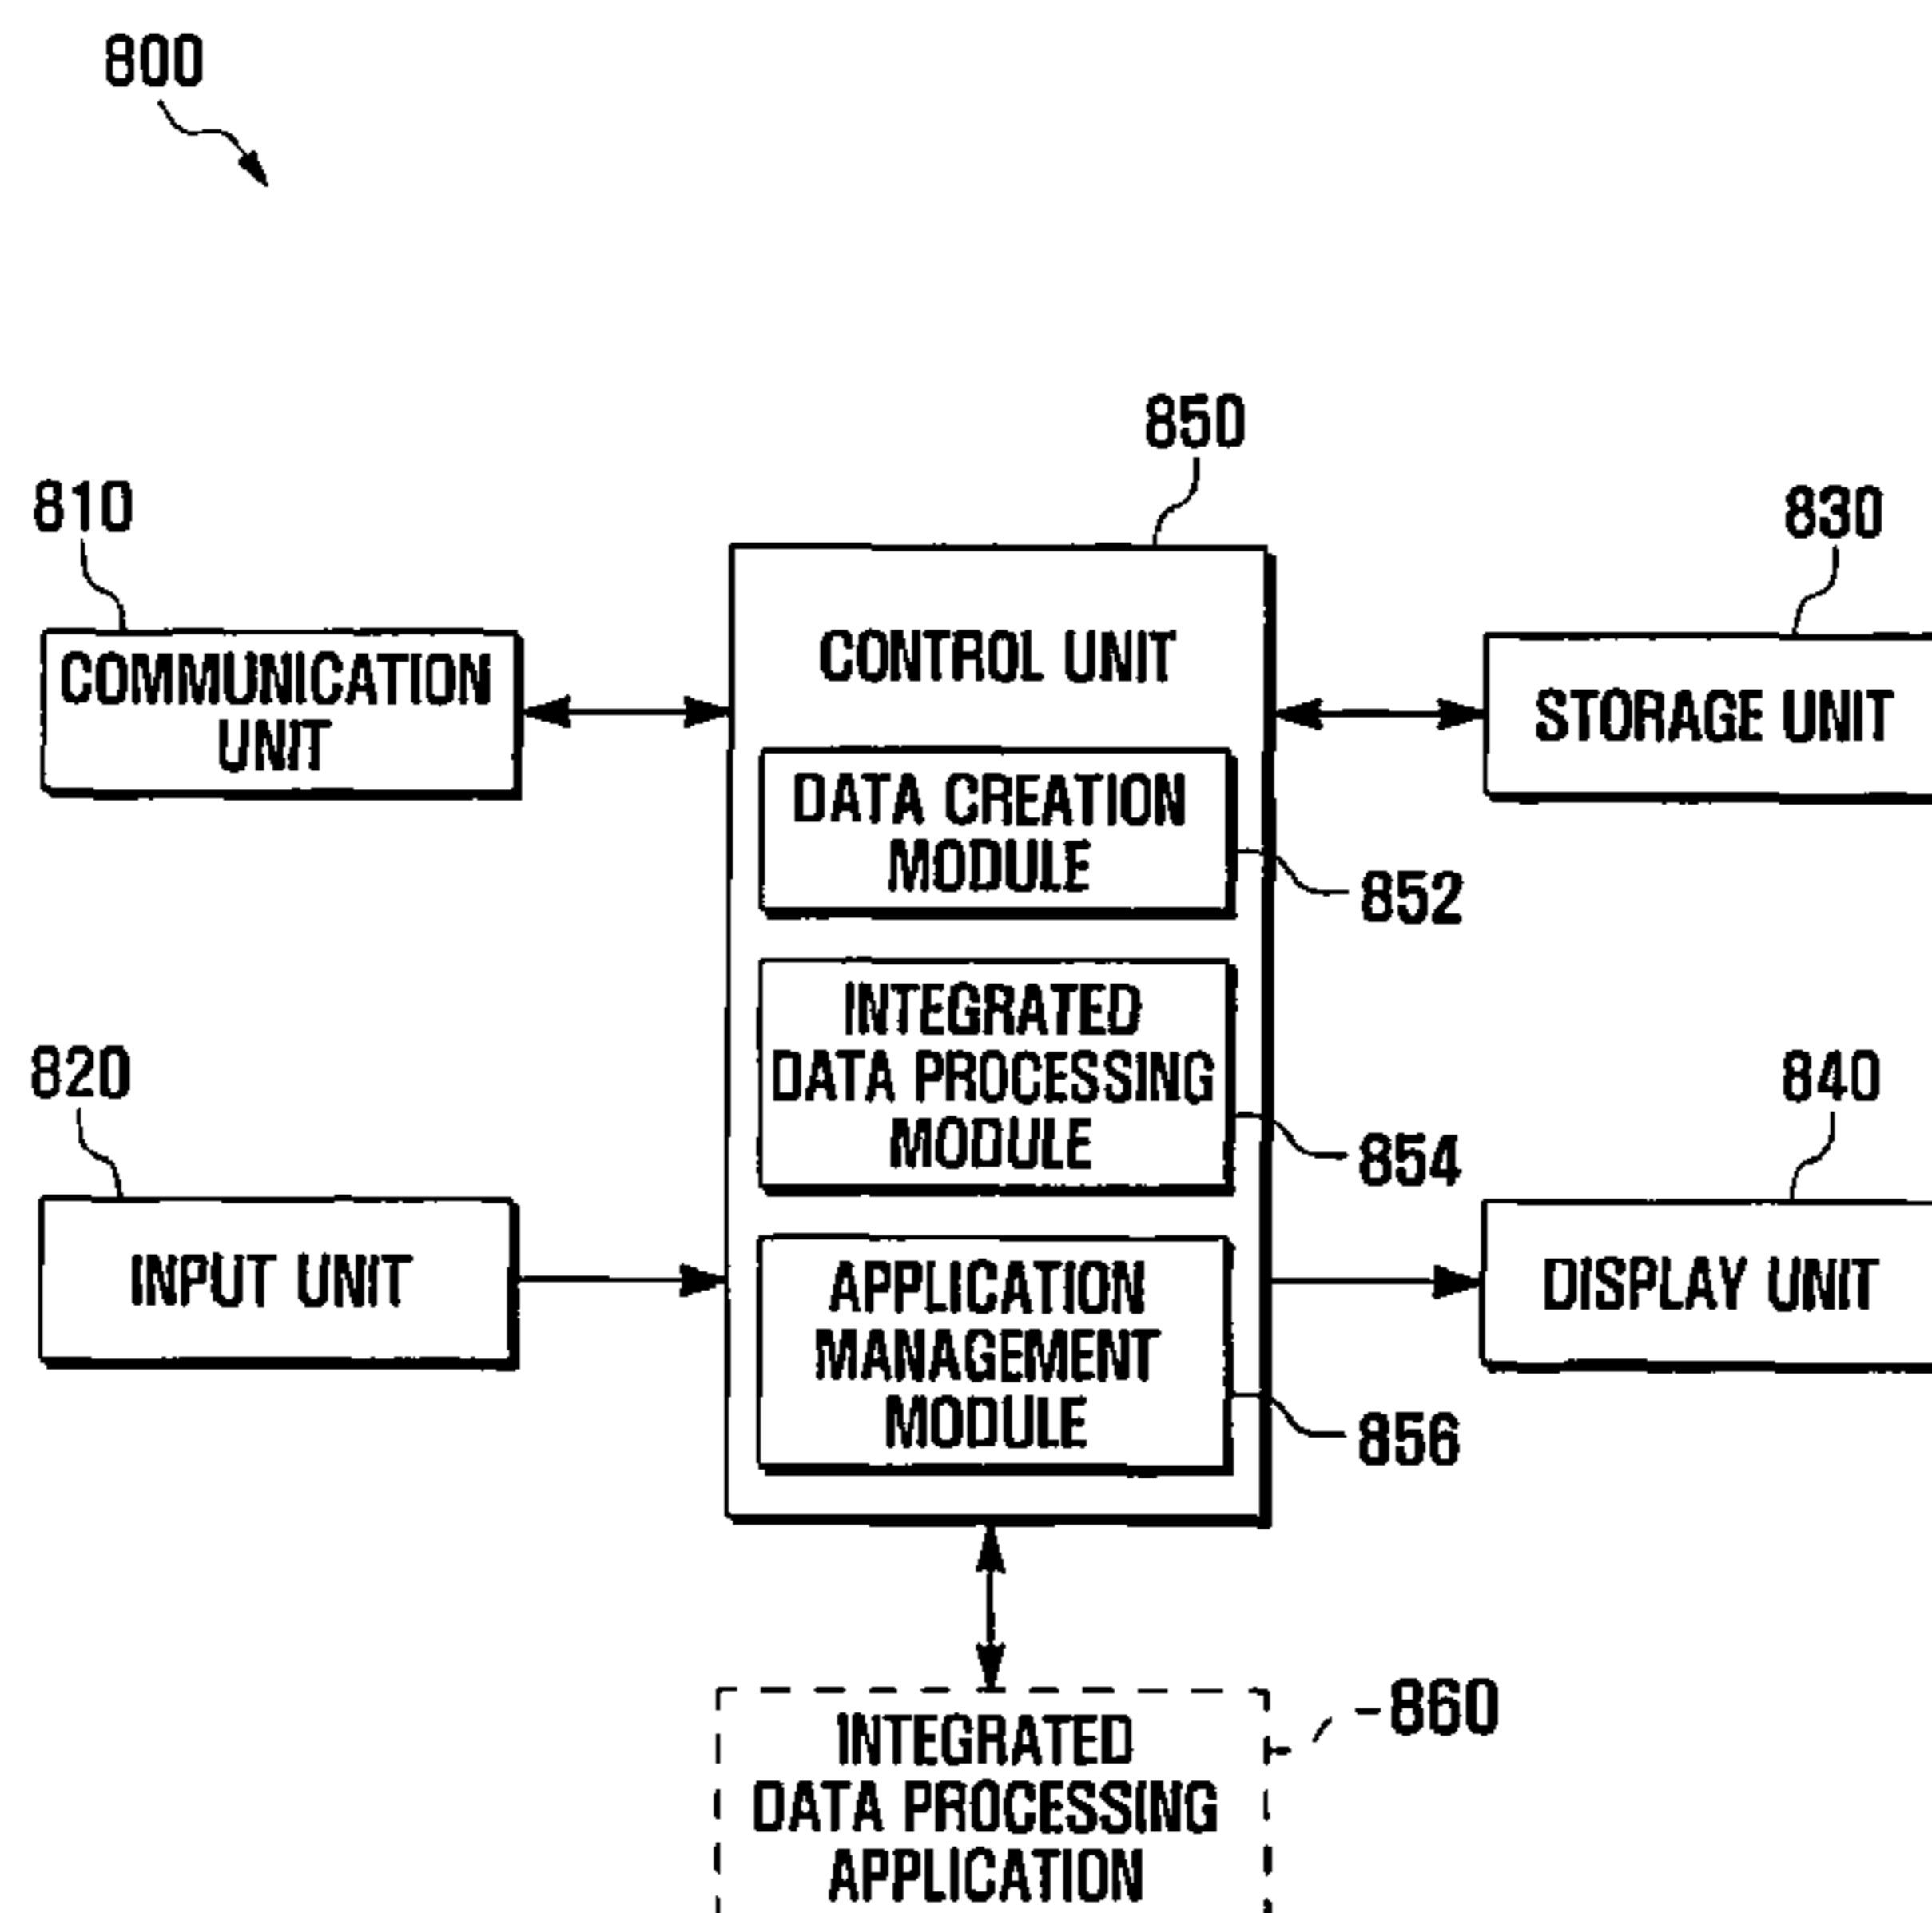 800
850
810
830
COMMUNICATION
UNIT
CONTROL UNIT
STORAGE UNIT
DATA CREATION
MODULE
852
INTEGRATED
DATA PROCESSING
MODULE
854
820
840
INPUT UNIT
DISPLAY UNIT
APPLICATION
MANAGEMENT
MODULE
856
860
INTEGRATED
DATA PROCESSING
APPLICATION